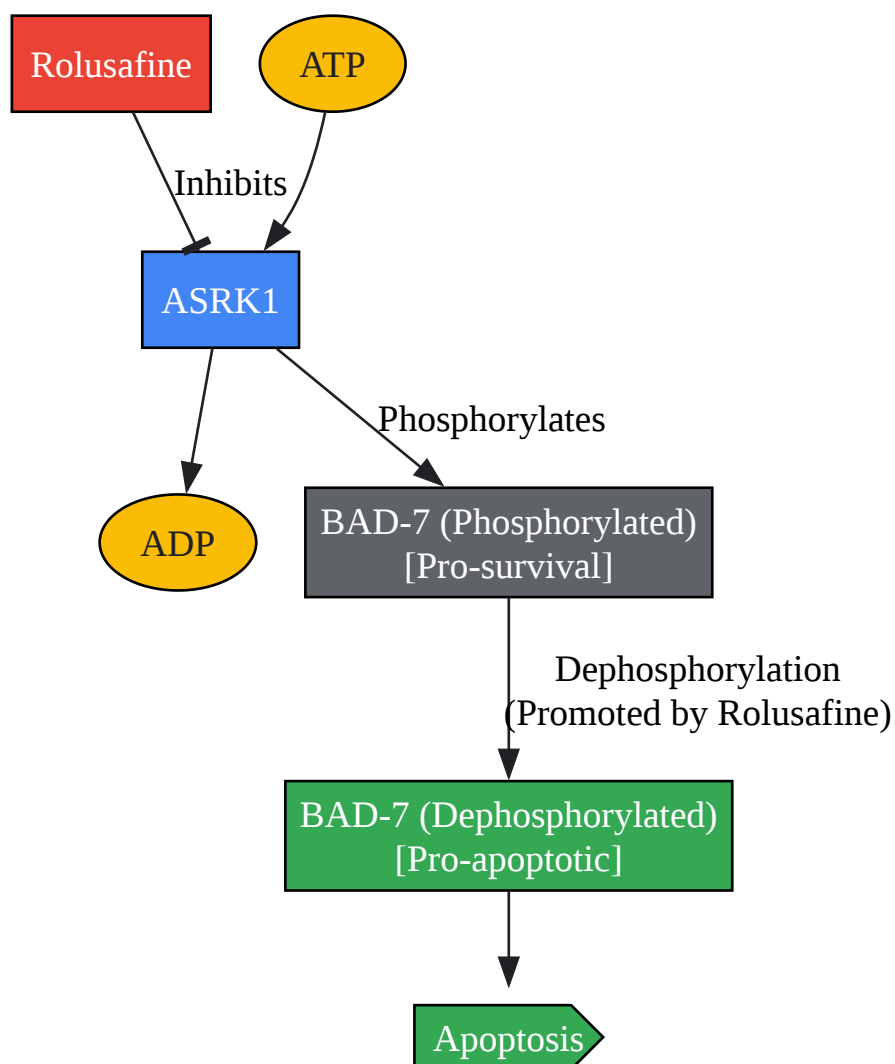 Rolusafine
ATP
Inhibits
ASRK1
Phosphorylates
ADP
BAD-7 (Phosphorylated)
[Pro-survival]
Dephosphorylation
(Promoted by Rolusafine)
BAD-7 (Dephosphorylated)
[Pro-apoptotic]
Apoptosis